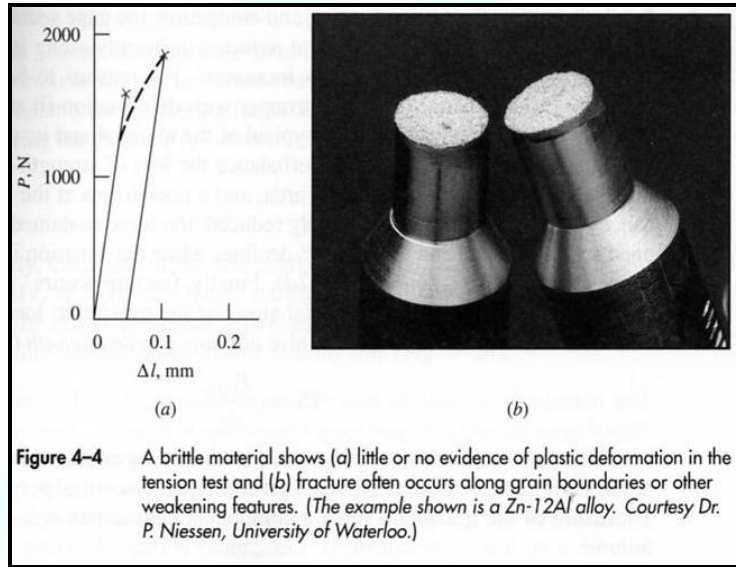 2000
P, N
1000
0
0
0.1
0.2
Δl, mm
(a)
(b)
Figure 4–4 A brittle material shows (a) little or no evidence of plastic deformation in the
tension test and (b) fracture often occurs along grain boundaries or other
weakening features. (The example shown is a Zn-12Al alloy. Courtesy Dr.
P. Niessen, University of Waterloo.)